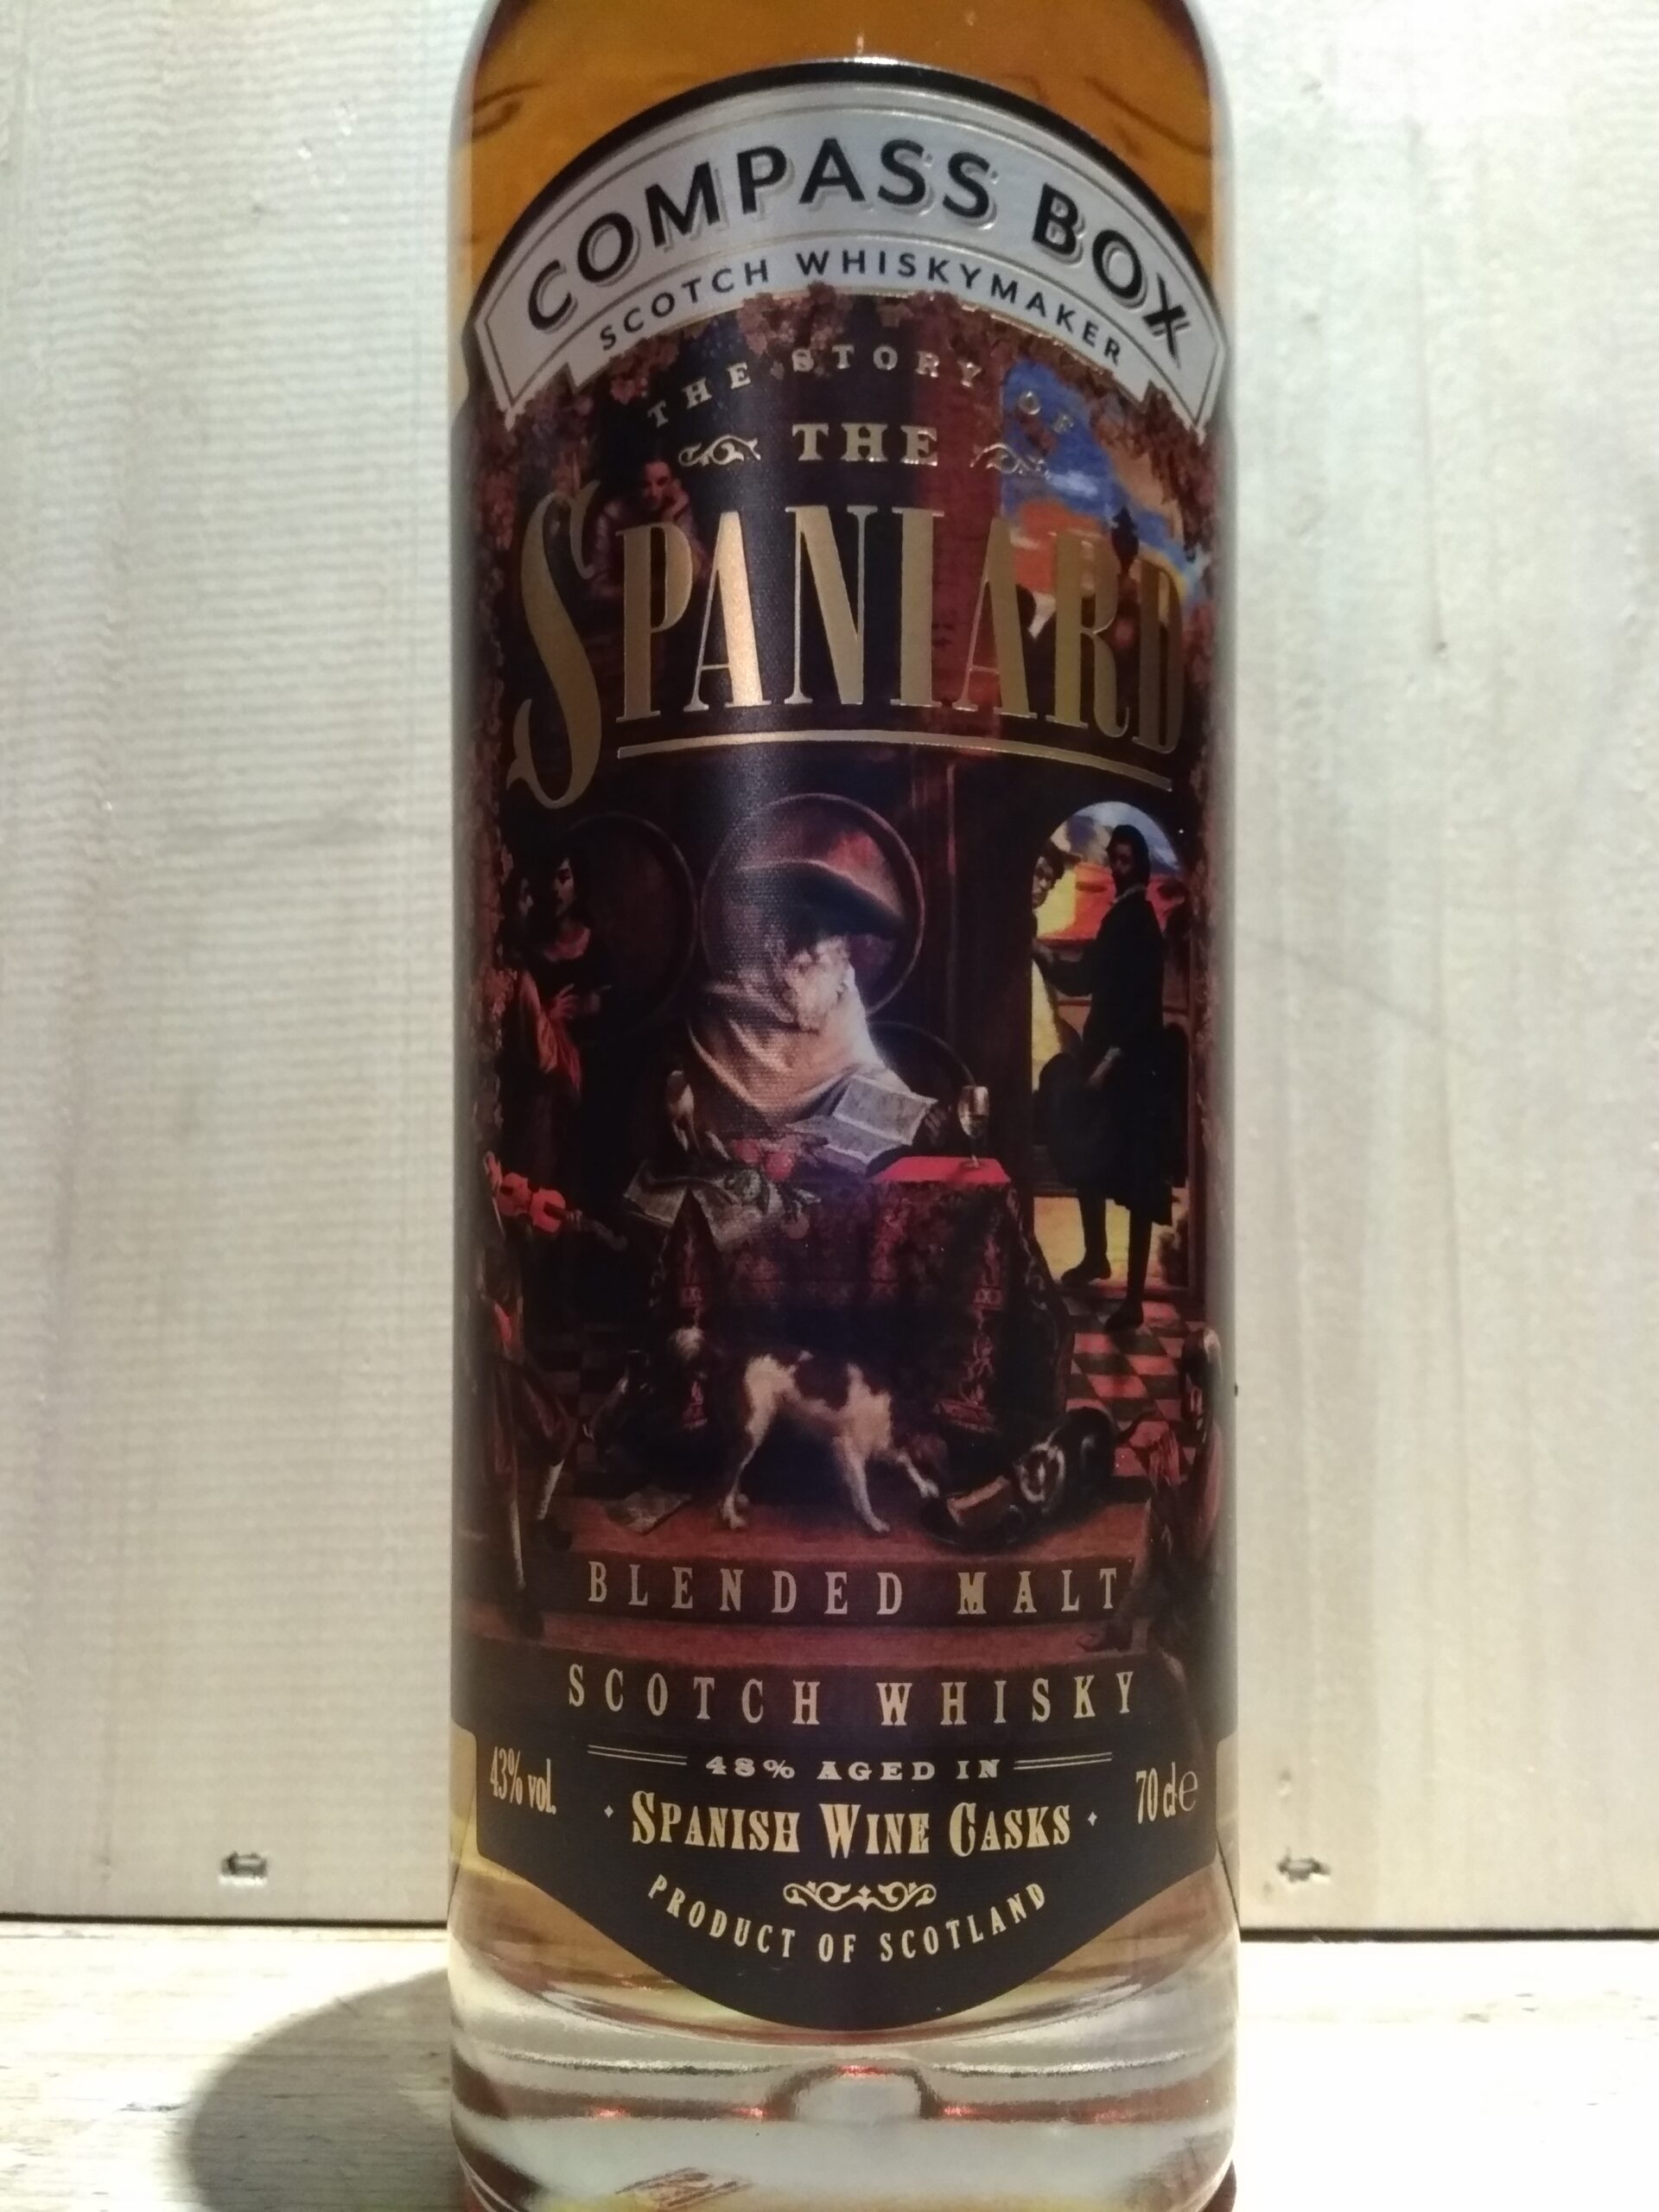 COMPASS BOX
SCOTCH WHISKYMAKER
THE STORY OF
THE
SPANIARD
BLENDED MALT
SCOTCH WHISKY
43% vol.
48% AGED IN
SPANISH WINE CASKS
70 cl e
PRODUCT OF SCOTLAND